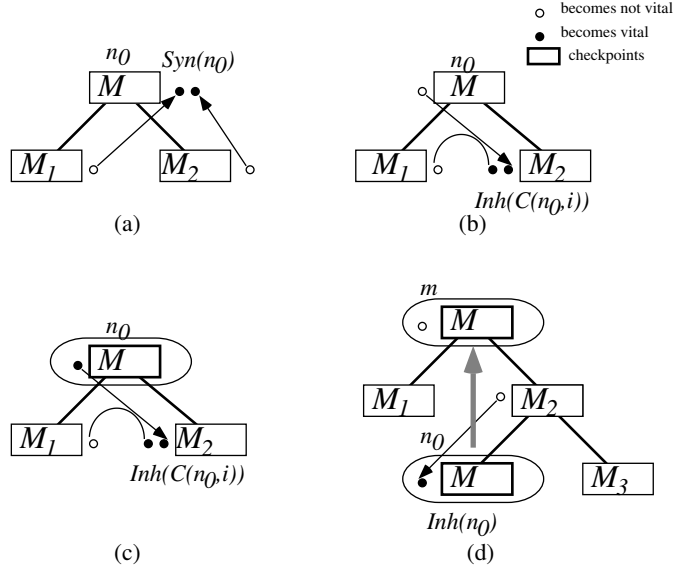 becomes not vital
becomes vital
checkpoints
n0
Syn(n0)
M
M1
M2
(a)
n0
M
M1
M2
Inh(C(n0,i))
(b)
n0
M
M1
M2
Inh(C(n0,i))
(c)
m
M
M1
M2
n0
M
M3
Inh(n0)
(d)